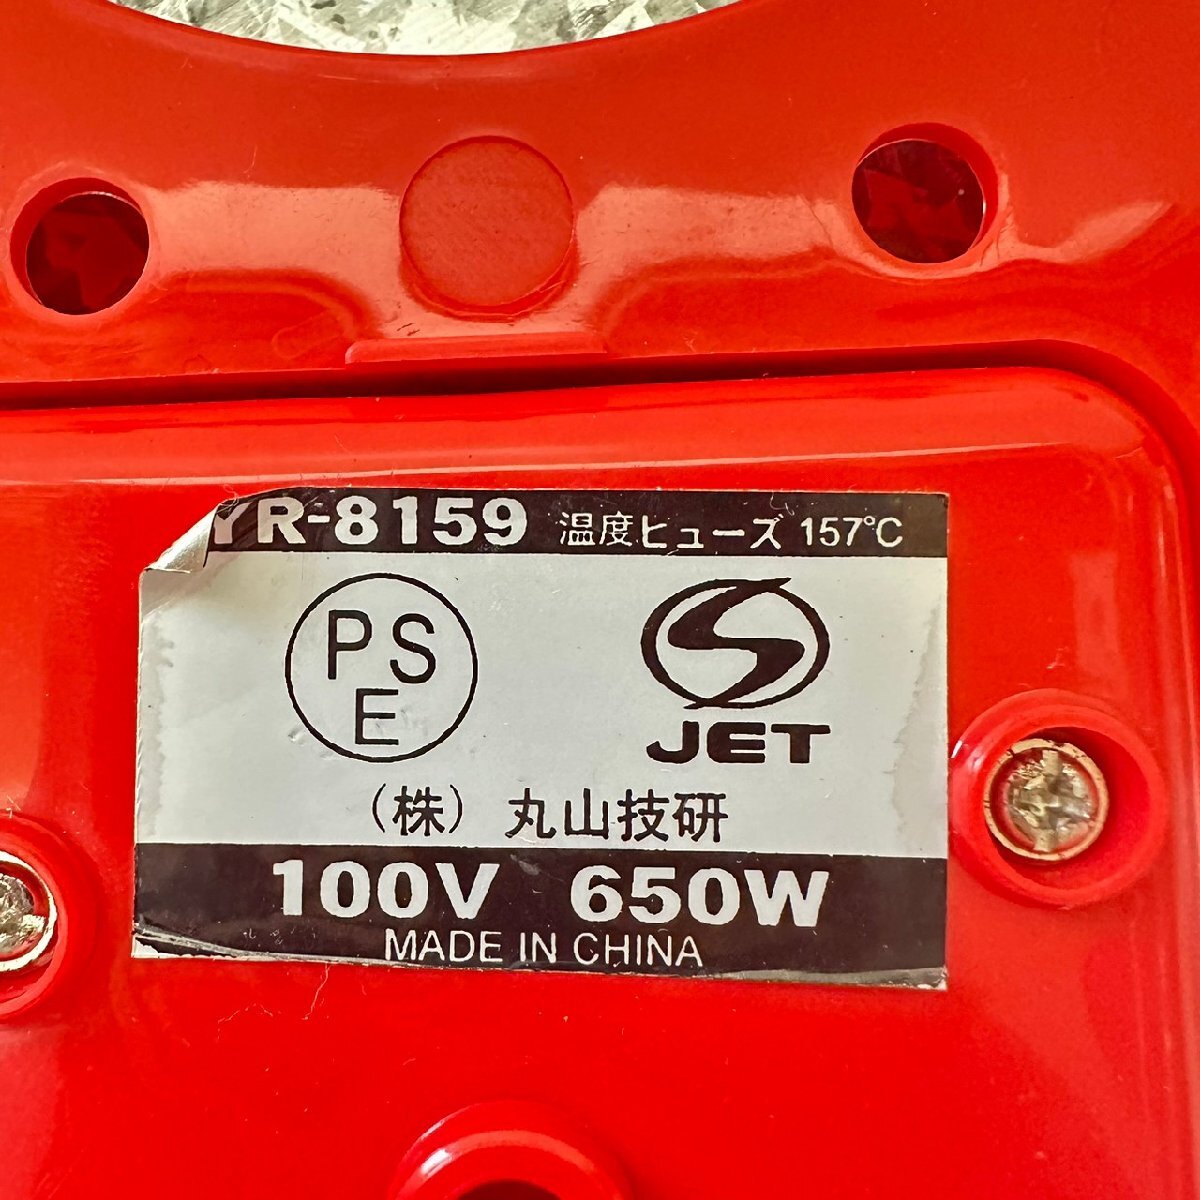 YR-8159 温度ヒューズ 157℃
PS
E
JET
（株）丸山技研
100V 650W
MADE IN CHINA